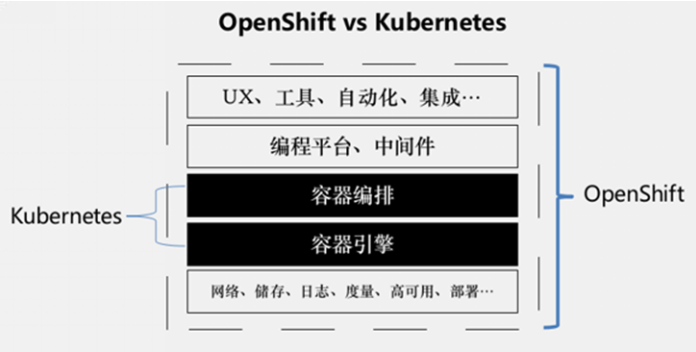 OpenShift vs Kubernetes
UX、工具、自动化、集成…
编程平台、中间件
容器编排
Kubernetes
OpenShift
容器引擎
网络、储存、日志、度量、高可用、部署…